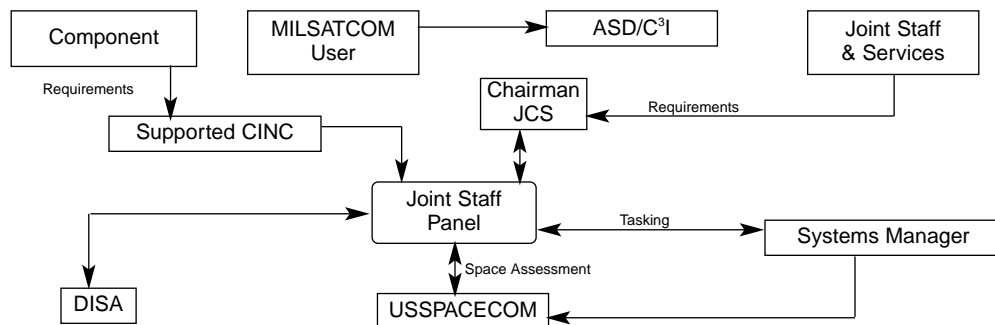 Component
MILSATCOM
User
ASD/C³I
Joint Staff
& Services
Requirements
Chairman
JCS
Requirements
Supported CINC
Joint Staff
Panel
Tasking
Systems Manager
Space Assessment
DISA
USSPACECOM